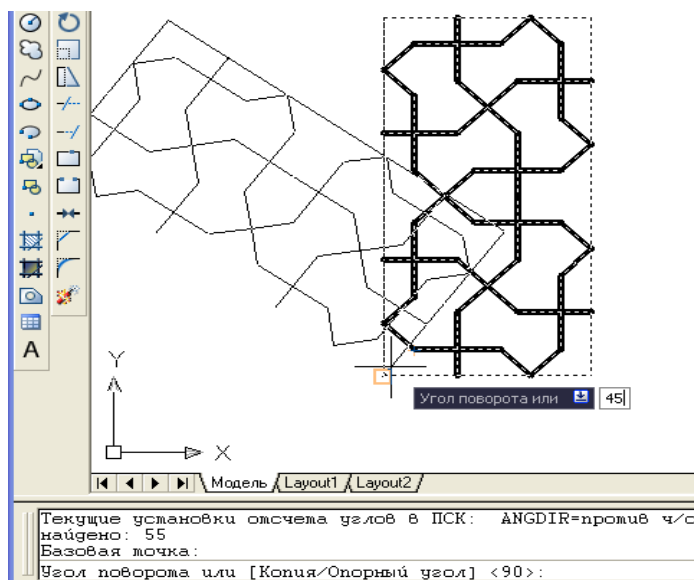 A
Y
X
Угол поворота или 45
Модель Layout1 Layout2
Текущие установки отсчета углов в ПСК: ANGDIR=против ч/с
найдено: 55
Базовая точка:
Угол поворота или [Копия/Опорный угол] <90>: